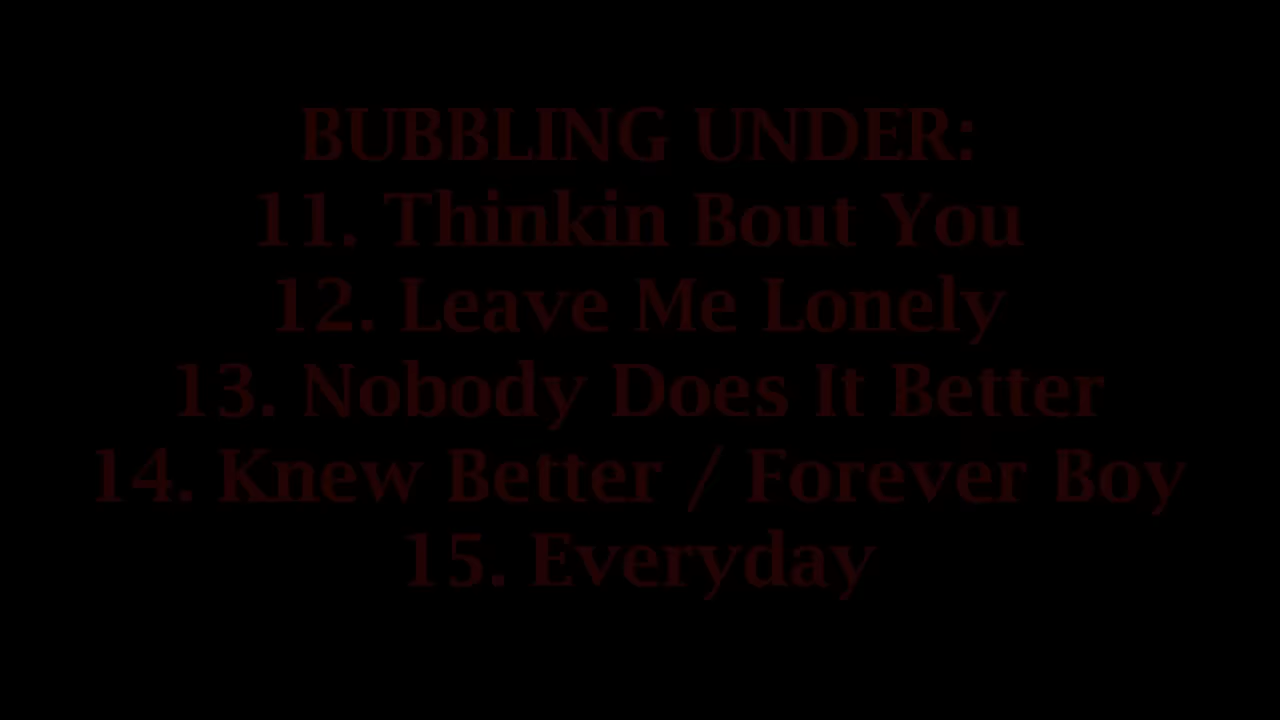 BUBBLING UNDER:
11. Thinkin Bout You
12. Leave Me Lonely
13. Nobody Does It Better
14. Knew Better / Forever Boy
15. Everyday